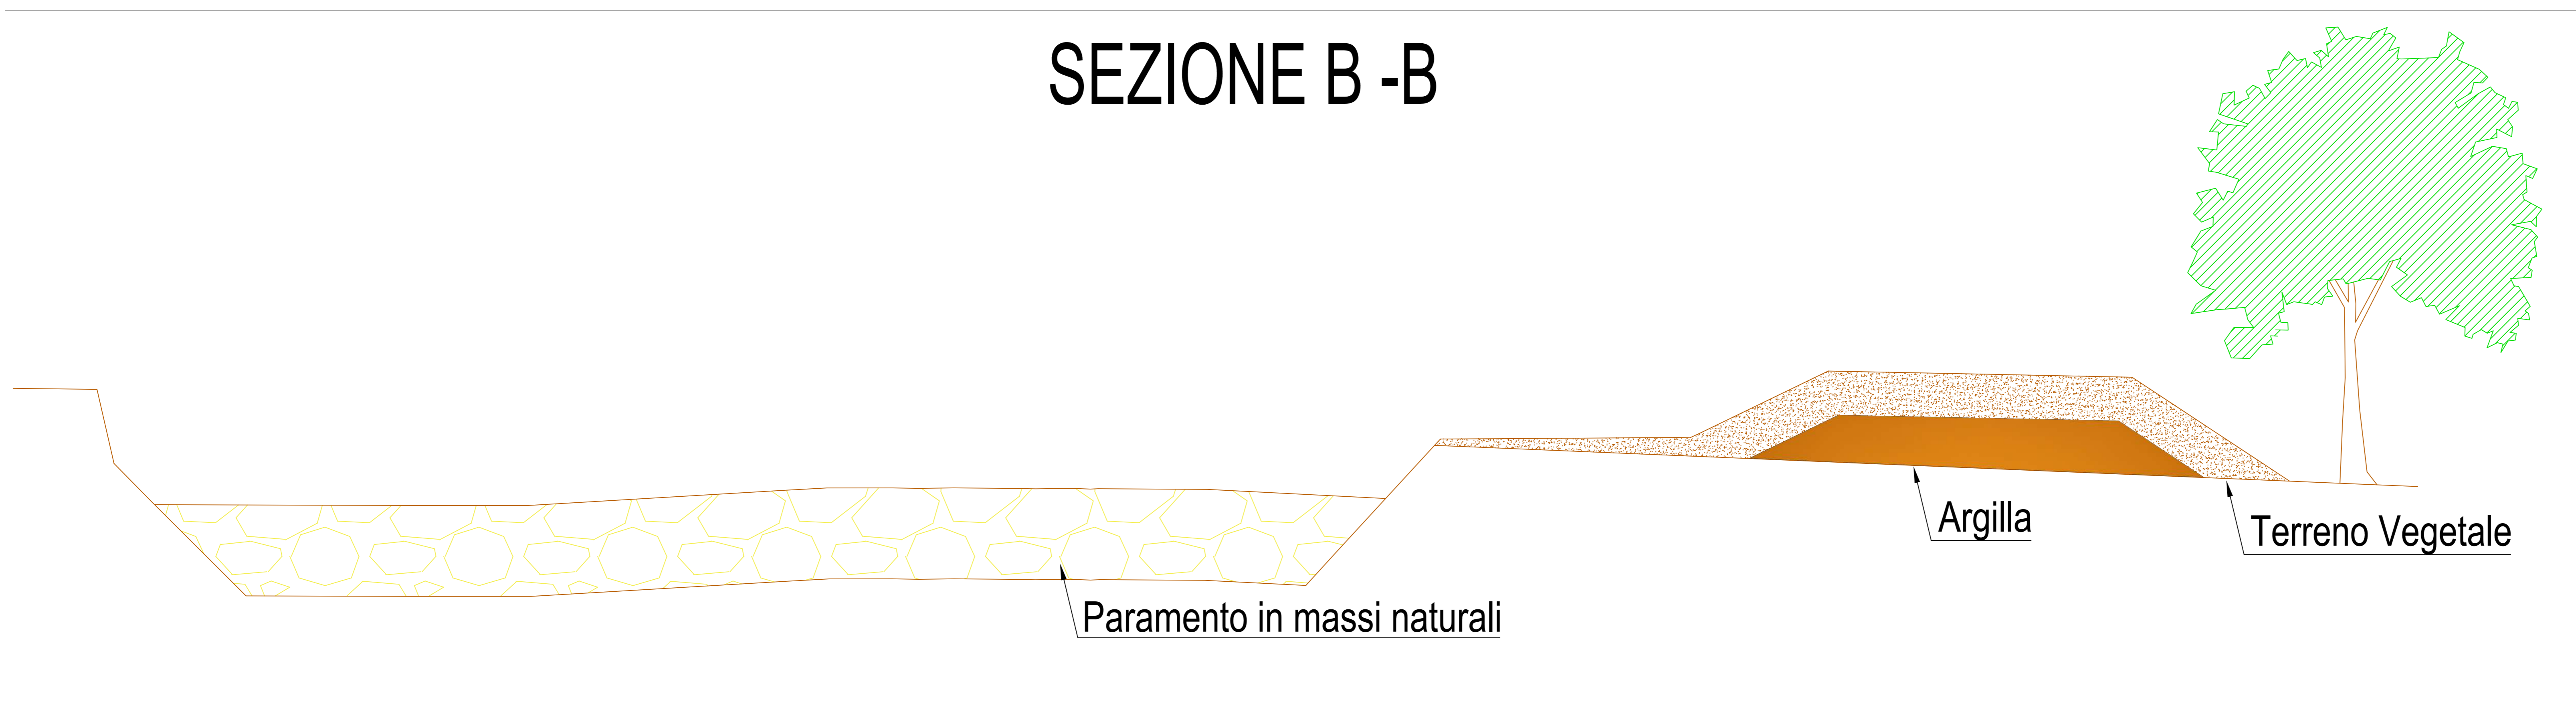 SEZIONE B -B
Argilla
Terreno Vegetale
Paramento in massi naturali